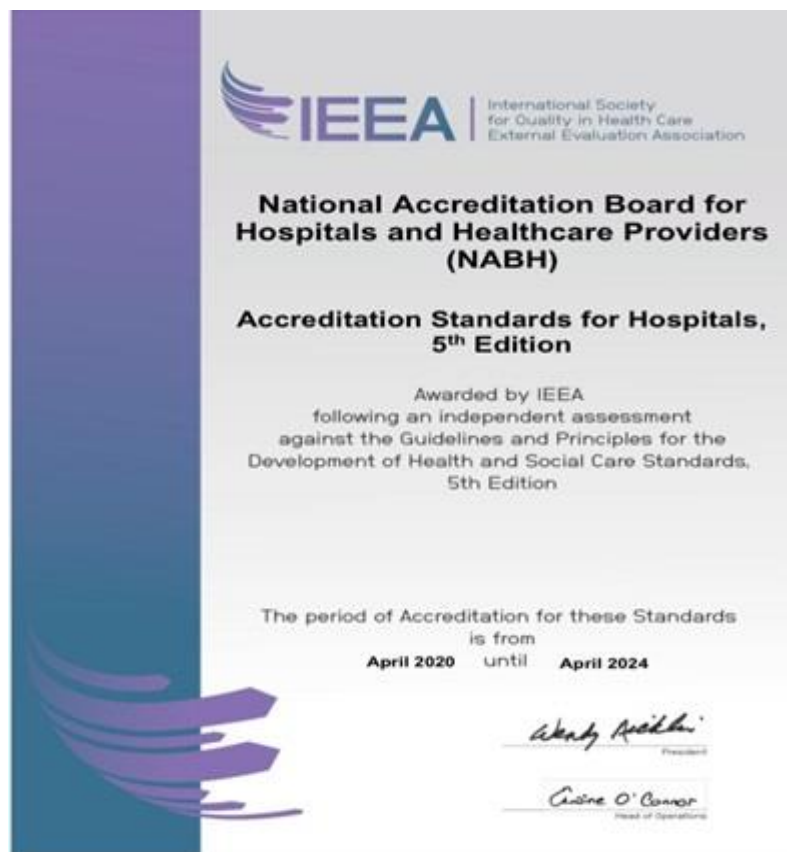 IEEA
International Society
for Quality in Health Care
External Evaluation Association
National Accreditation Board for
Hospitals and Healthcare Providers
(NABH)
Accreditation Standards for Hospitals,
5th Edition
Awarded by IEEA
following an independent assessment
against the Guidelines and Principles for the
Development of Health and Social Care Standards,
5th Edition
The period of Accreditation for these Standards
is from
April 2020 until April 2024
Wendy
President
O'Connor
Head of Operations